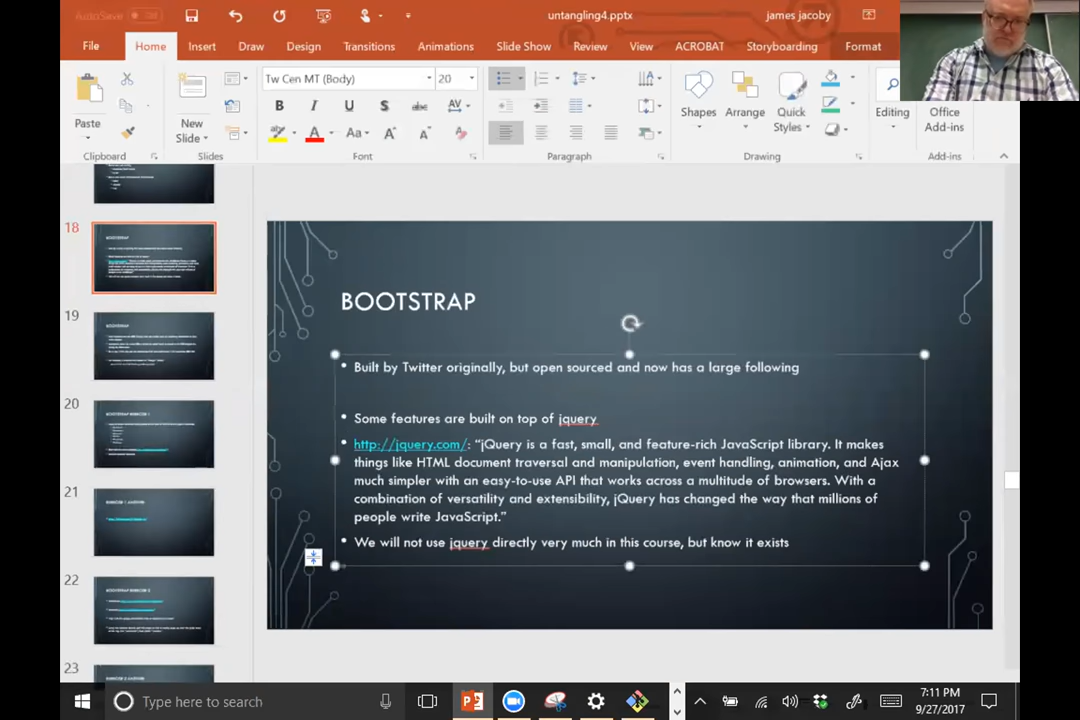 AutoSave Off
untangling4.pptx
james jacoby
File
Home
Insert
Draw
Design
Transitions
Animations
Slide Show
Review
View
ACROBAT
Storyboarding
Format
Paste
New
Slide
Tw Cen MT (Body)
20
B I U S abc AV
Aa A A
Shapes
Arrange
Quick
Styles
Editing
Office
Add-ins
Clipboard
Slides
Font
Paragraph
Drawing
Add-ins
18
19
20
21
22
23
BOOTSTRAP
• Built by Twitter originally, but open sourced and now has a large following
• Some features are built on top of jquery
• http://jquery.com/: “jQuery is a fast, small, and feature-rich JavaScript library. It makes
things like HTML document traversal and manipulation, event handling, animation, and Ajax
much simpler with an easy-to-use API that works across a multitude of browsers. With a
combination of versatility and extensibility, jQuery has changed the way that millions of
people write JavaScript.”
• We will not use jquery directly very much in this course, but know it exists
Type here to search
7:11 PM
9/27/2017